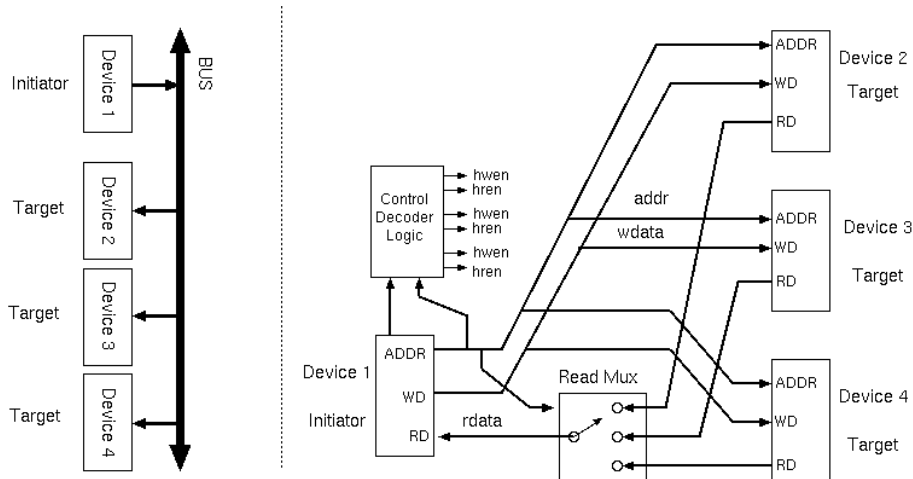 Initiator
Device 1
BUS
Target
Device 2
Target
Device 3
Target
Device 4
ADDR
WD
RD
Device 2
Target
Control
Decoder
Logic
hwen
hren
hwen
hren
hwen
hren
addr
wdata
ADDR
WD
RD
Device 3
Target
Device 1
Initiator
ADDR
WD
RD
rdata
Read Mux
ADDR
WD
RD
Device 4
Target